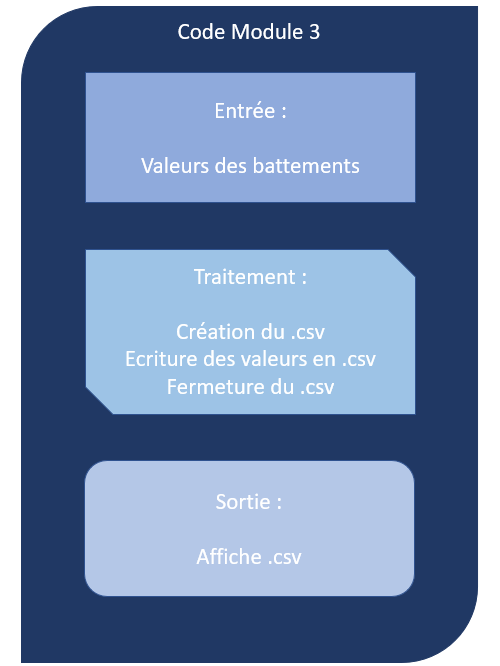 Code Module 3
Entrée :
Valeurs des battements
Traitement :
Création du .csv
Ecriture des valeurs en .csv
Fermeture du .csv
Sortie :
Affiche .csv